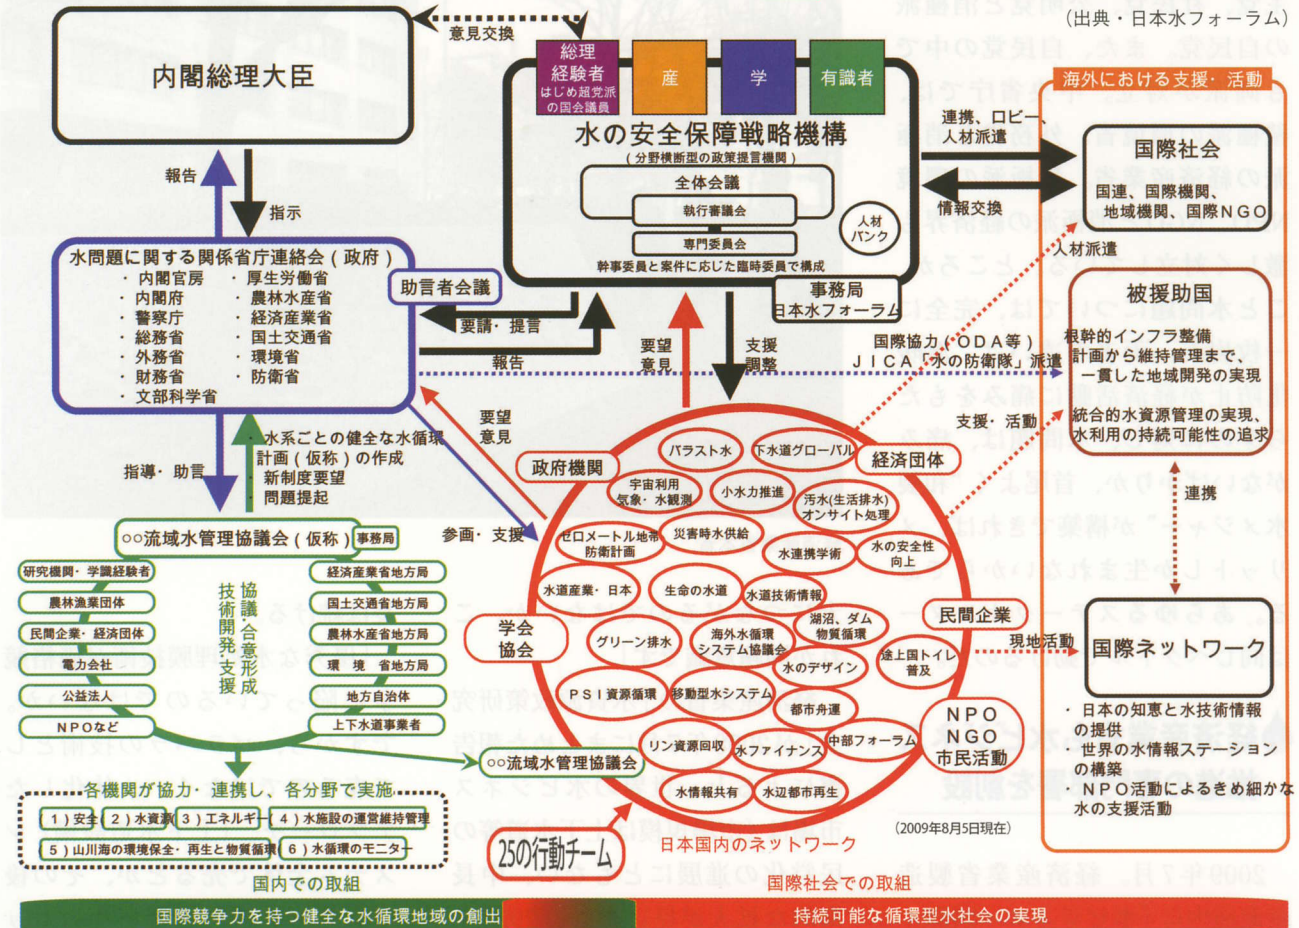 (出典・日本水フォーラム)
意見交換
内閣総理大臣
総理
経験者
はじめ超党派
の国会議員
産
学
有識者
水の安全保障戦略機構
(分野横断型の政策提言機関)
全体会議
執行審議会
専門委員会
幹事委員と案件に応じた臨時委員で構成
人材
バンク
事務局
日本水フォーラム
連携、ロビー、
人材派遣
情報交換
海外における支援・活動
国際社会
国連、国際機関、
地域機関、国際NGO
人材派遣
被援助国
根幹的インフラ整備
計画から維持管理まで、
一貫した地域開発の実現
統合的水資源管理の実現、
水利用の持続可能性の追求
連携
国際ネットワーク
・ 日本の知恵と水技術情報
の提供
・ 世界の水情報ステーション
の構築
・ NPO活動によるきめ細かな
水の支援活動
報告
指示
水問題に関する関係省庁連絡会(政府)
・ 内閣官房
・ 内閣府
・ 警察庁
・ 総務省
・ 外務省
・ 財務省
・ 文部科学省
・ 厚生労働省
・ 農林水産省
・ 経済産業省
・ 国土交通省
・ 環境省
・ 防衛省
助言者会議
要請・提言
報告
要望
意見
支援
調整
国際協力(ODA等)
JICA「水の防衛隊」派遣
要望
意見
支援・活動
参画・支援
現地活動
指導・助言
・ 水系ごとの健全な水循環
計画(仮称)の作成
・ 新制度要望
・ 問題提起
○○流域水管理協議会(仮称)
事務局
研究機関・学識経験者
農林漁業団体
民間企業・経済団体
電力会社
公益法人
NPOなど
協議・合意形成
技術開発・支援
経済産業省地方局
国土交通省地方局
農林水産省地方局
環 境 省地方局
地方自治体
上下水道事業者
各機関が協力・連携し、各分野で実施
1)安全
2)水資源
3)エネルギー
4)水施設の運営維持管理
5)山川海の環境保全・再生と物質循環
6)水循環のモニター
国内での取組
政府機関
経済団体
学会
協会
民間企業
NPO
NGO
市民活動
○○流域水管理協議会
バラスト水
下水道グローバル
宇宙利用
気象・水観測
小水力推進
汚水(生活排水)
オンサイト処理
ゼロメートル地帯
防衛計画
災害時水供給
水連携学術
水の安全性
向上
水道産業・日本
生命の水道
水道技術情報
グリーン排水
海外水循環
システム協議会
湖沼、ダム
物質循環
水のデザイン
途上国トイレ
普及
PSI資源循環
移動型水システム
都市舟運
リン資源回収
水ファイナンス
中部フォーラム
水情報共有
水辺都市再生
25の行動チーム
日本国内のネットワーク
(2009年8月5日現在)
国際社会での取組
国際競争力を持つ健全な水循環地域の創出
持続可能な循環型水社会の実現